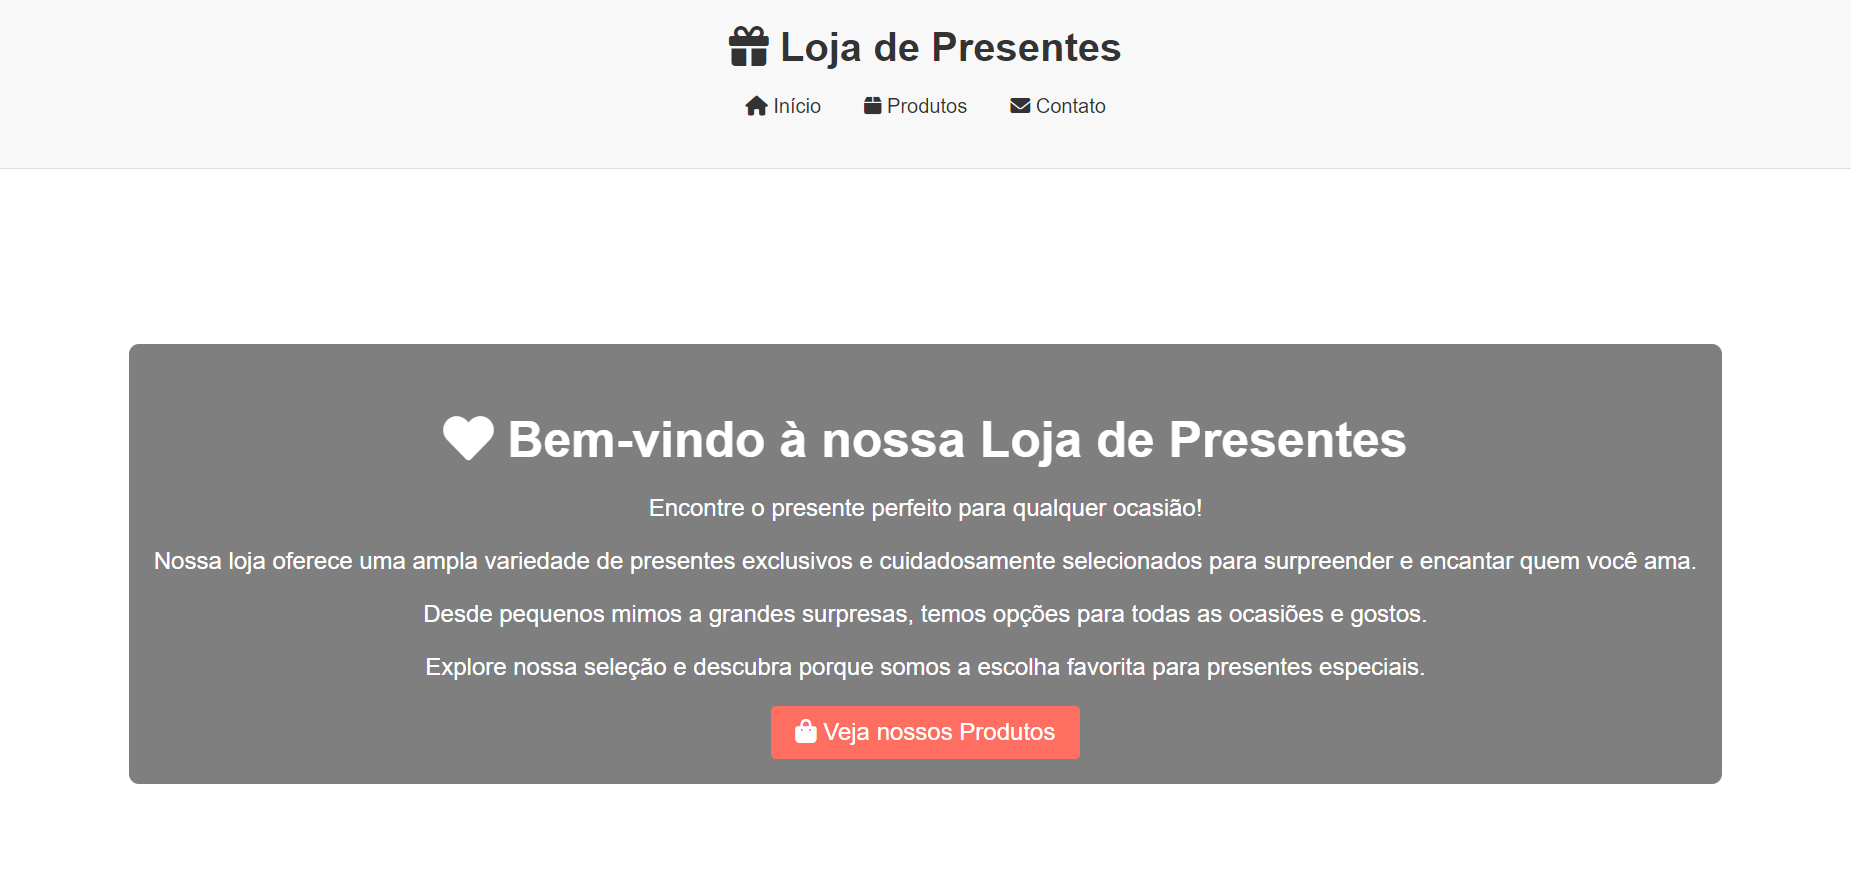 Loja de Presentes
Início Produtos Contato
Bem-vindo à nossa Loja de Presentes
Encontre o presente perfeito para qualquer ocasião!
Nossa loja oferece uma ampla variedade de presentes exclusivos e cuidadosamente selecionados para surpreender e encantar quem você ama.
Desde pequenos mimos a grandes surpresas, temos opções para todas as ocasiões e gostos.
Explore nossa seleção e descubra porque somos a escolha favorita para presentes especiais.
Veja nossos Produtos